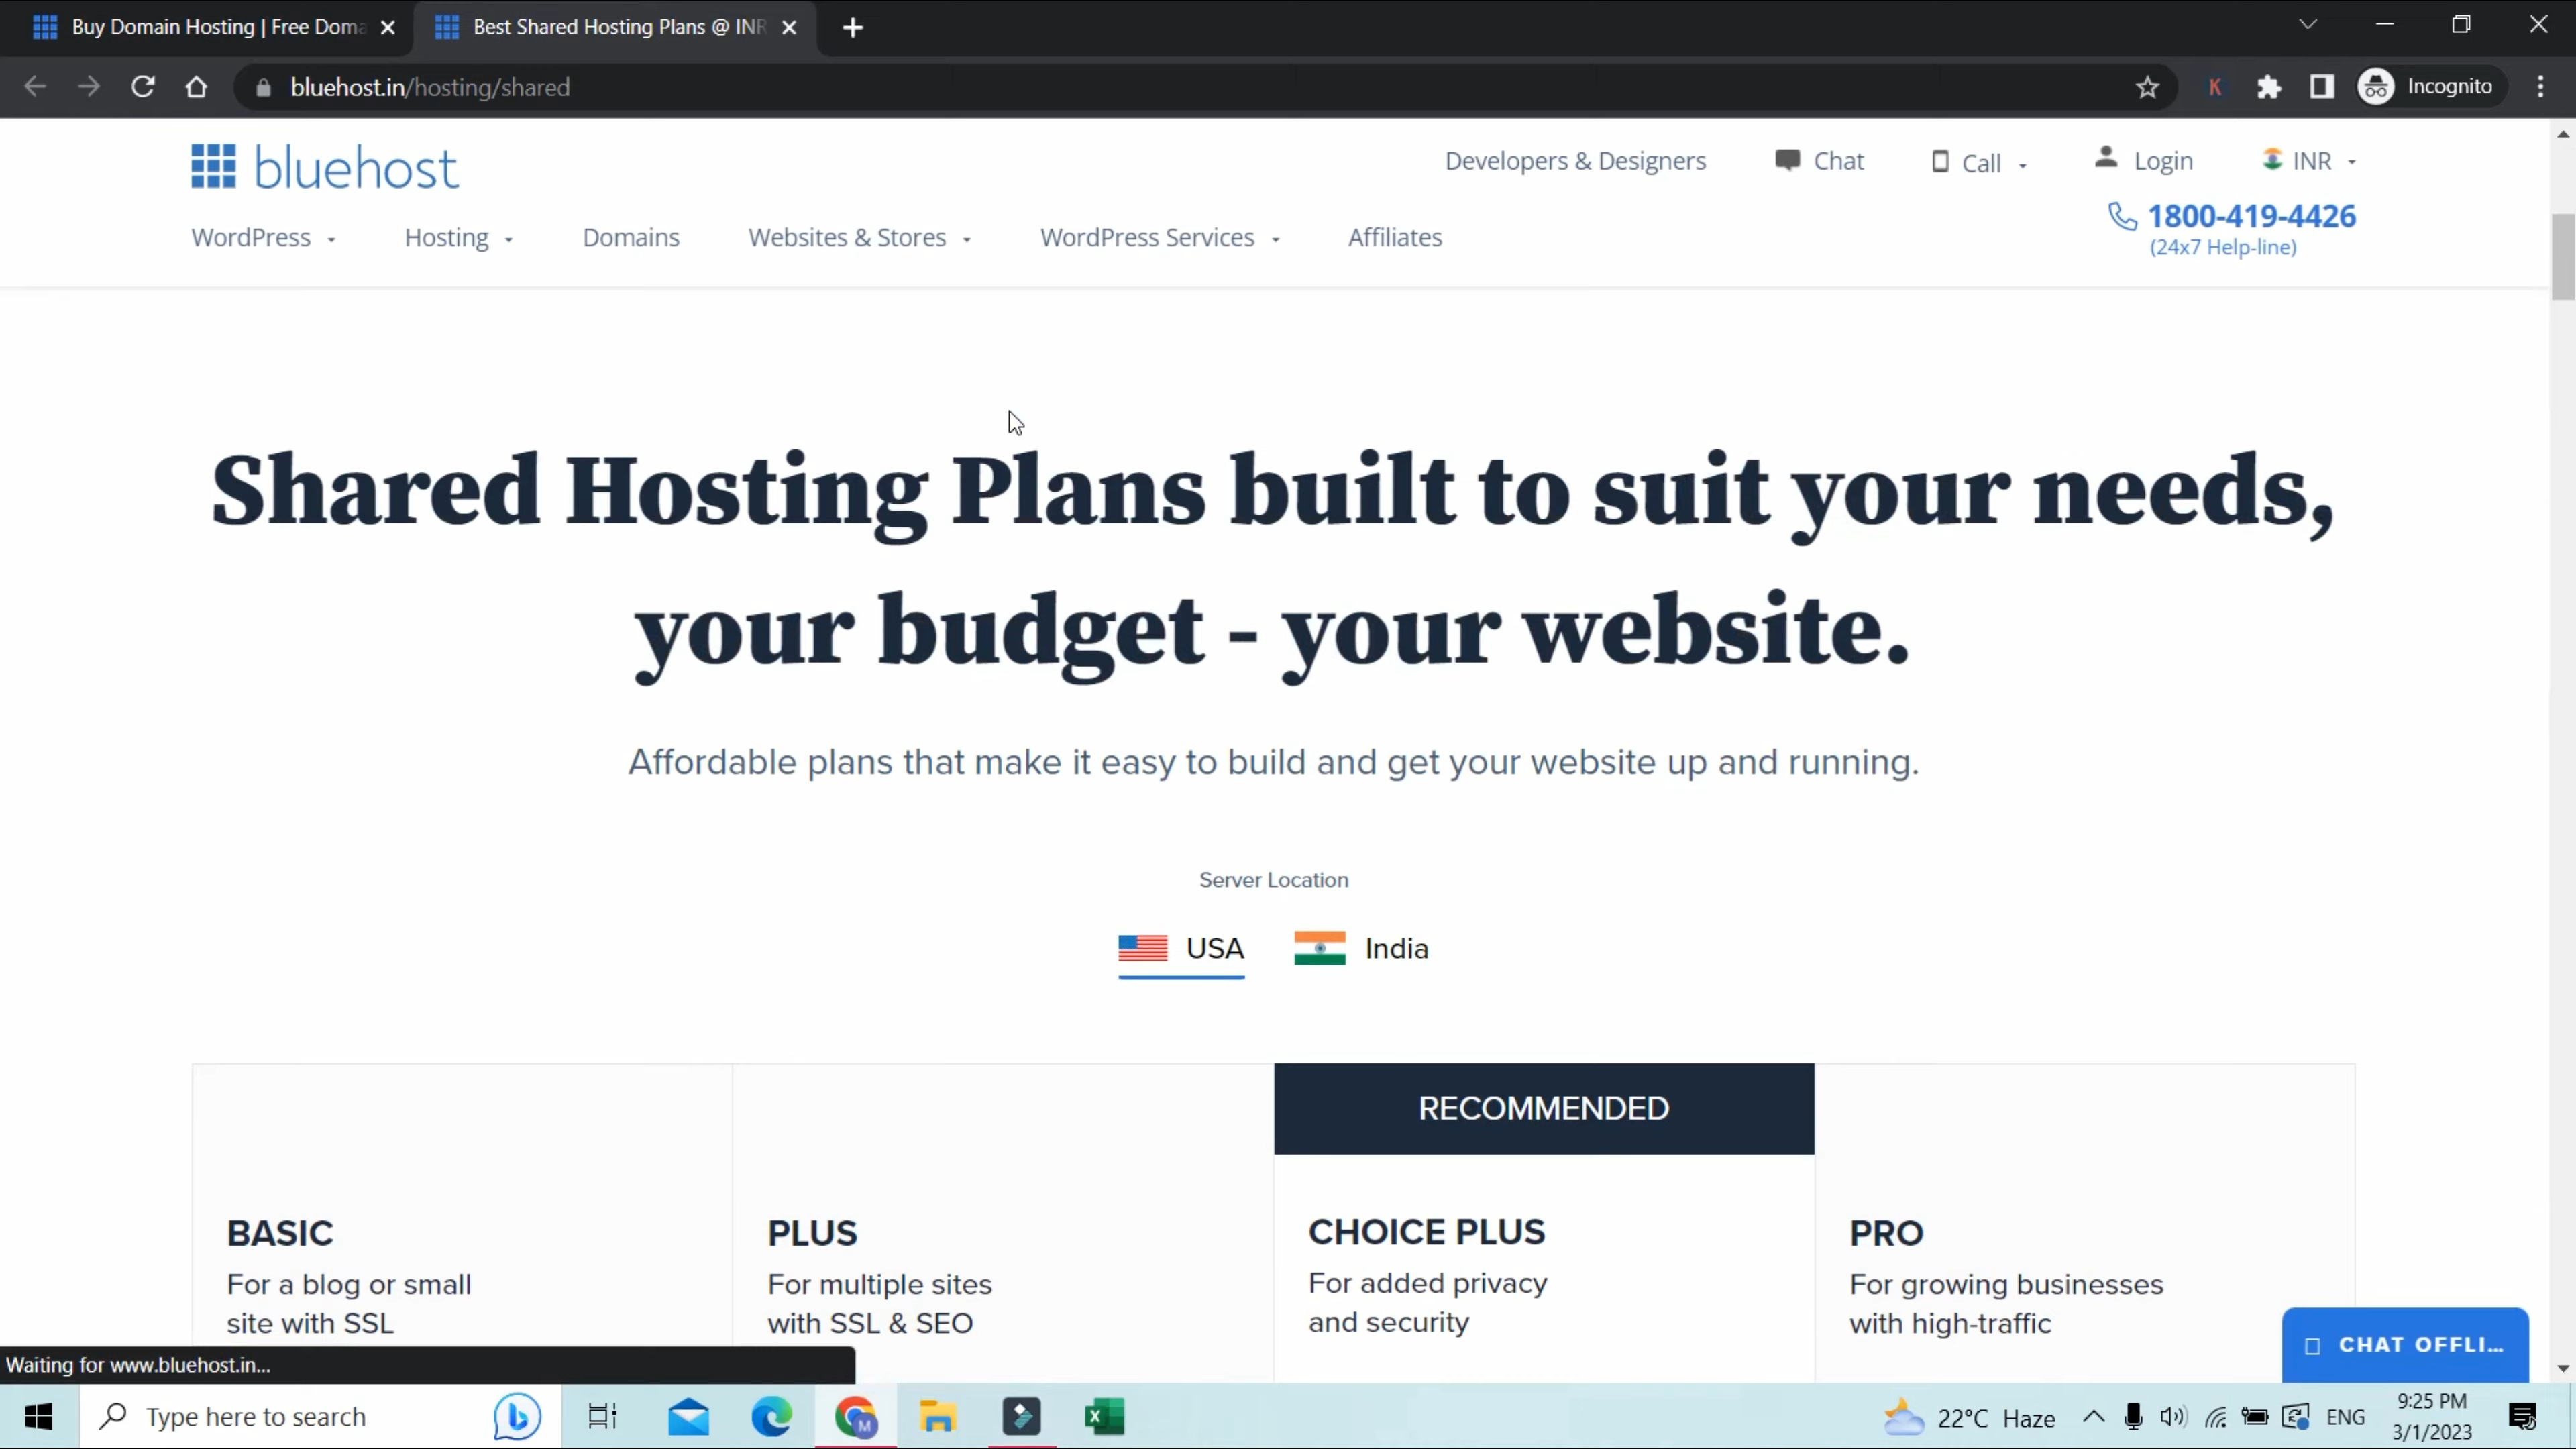 Buy Domain Hosting | Free Doma
Best Shared Hosting Plans @ INR
bluehost.in/hosting/shared
K
Incognito
bluehost
Developers & Designers
Chat
Call
Login
INR
1800-419-4426
(24x7 Help-line)
WordPress
Hosting
Domains
Websites & Stores
WordPress Services
Affiliates
Shared Hosting Plans built to suit your needs,
your budget - your website.
Affordable plans that make it easy to build and get your website up and running.
Server Location
USA
India
RECOMMENDED
BASIC
For a blog or small
site with SSL
PLUS
For multiple sites
with SSL & SEO
CHOICE PLUS
For added privacy
and security
PRO
For growing businesses
with high-traffic
CHAT OFFLI...
Waiting for www.bluehost.in...
Type here to search
M
22°C Haze
ENG
9:25 PM
3/1/2023